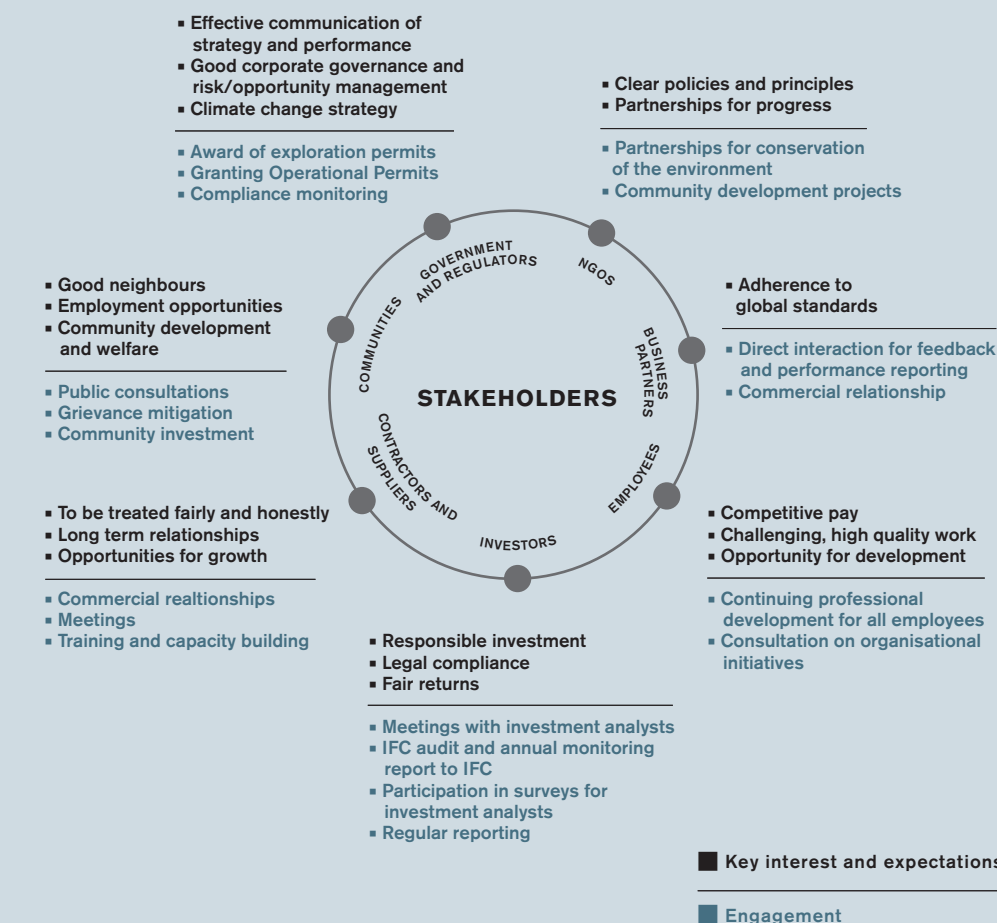 ▪ Effective communication of
strategy and performance
▪ Good corporate governance and
risk/opportunity management
▪ Climate change strategy
▪ Award of exploration permits
▪ Granting Operational Permits
▪ Compliance monitoring
▪ Clear policies and principles
▪ Partnerships for progress
▪ Partnerships for conservation
of the environment
▪ Community development projects
GOVERNMENT
AND REGULATORS
NGOS
▪ Good neighbours
▪ Employment opportunities
▪ Community development
and welfare
▪ Public consultations
▪ Grievance mitigation
▪ Community investment
COMMUNITIES
STAKEHOLDERS
BUSINESS
PARTNERS
▪ Adherence to
global standards
▪ Direct interaction for feedback
and performance reporting
▪ Commercial relationship
CONTRACTORS AND
SUPPLIERS
EMPLOYEES
INVESTORS
▪ To be treated fairly and honestly
▪ Long term relationships
▪ Opportunities for growth
▪ Commercial realtionships
▪ Meetings
▪ Training and capacity building
▪ Competitive pay
▪ Challenging, high quality work
▪ Opportunity for development
▪ Continuing professional
development for all employees
▪ Consultation on organisational
initiatives
▪ Responsible investment
▪ Legal compliance
▪ Fair returns
▪ Meetings with investment analysts
▪ IFC audit and annual monitoring
report to IFC
▪ Participation in surveys for
investment analysts
▪ Regular reporting
Key interest and expectations
Engagement